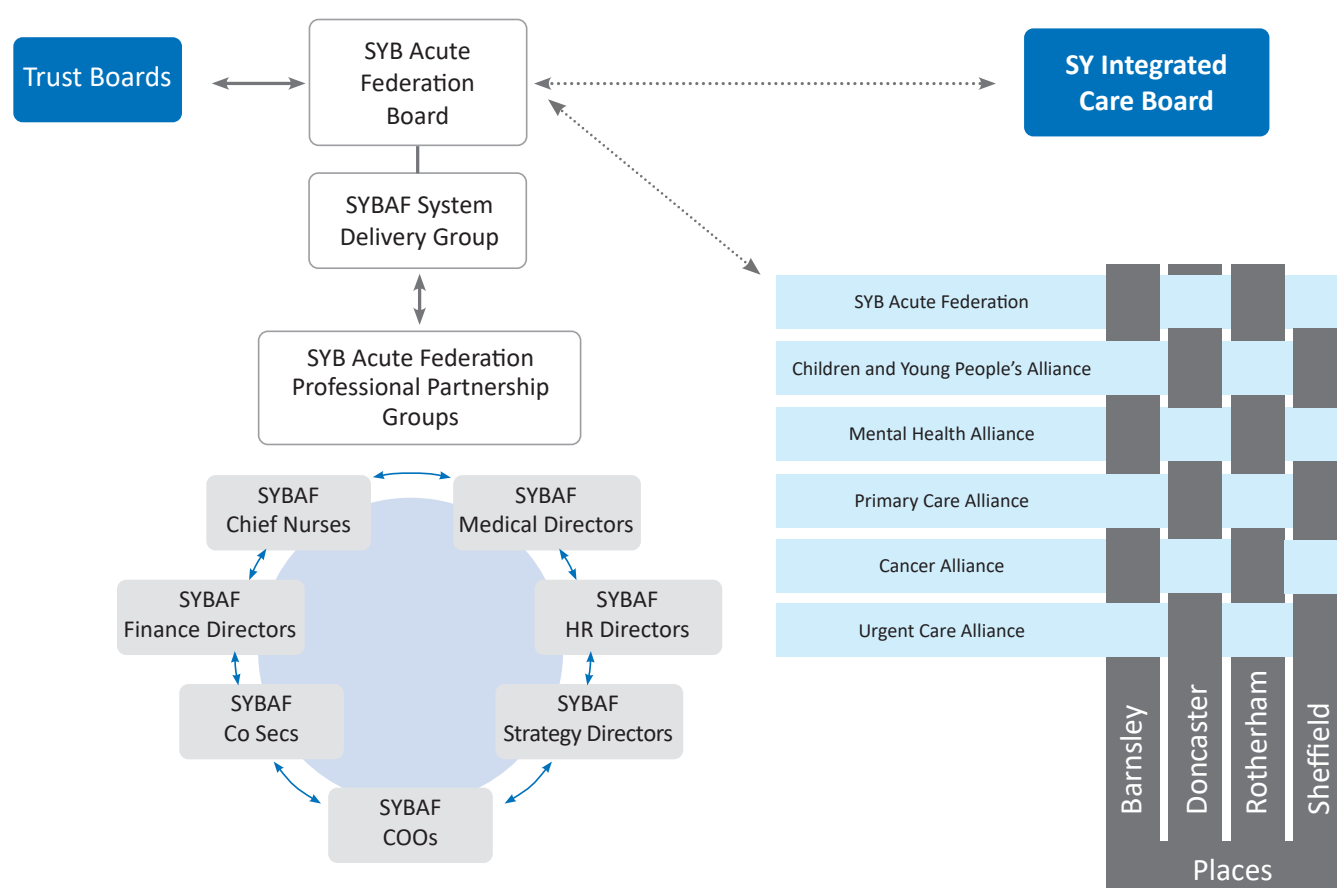 Trust Boards
SYB Acute
Federation
Board
SY Integrated
Care Board
SYBAF System
Delivery Group
SYB Acute Federation
Professional Partnership
Groups
SYBAF
Chief Nurses
SYBAF
Medical Directors
SYBAF
Finance Directors
SYBAF
HR Directors
SYBAF
Co Secs
SYBAF
Strategy Directors
SYBAF
COOs
SYB Acute Federation
Children and Young People’s Alliance
Mental Health Alliance
Primary Care Alliance
Cancer Alliance
Urgent Care Alliance
Barnsley
Doncaster
Rotherham
Sheffield
Places